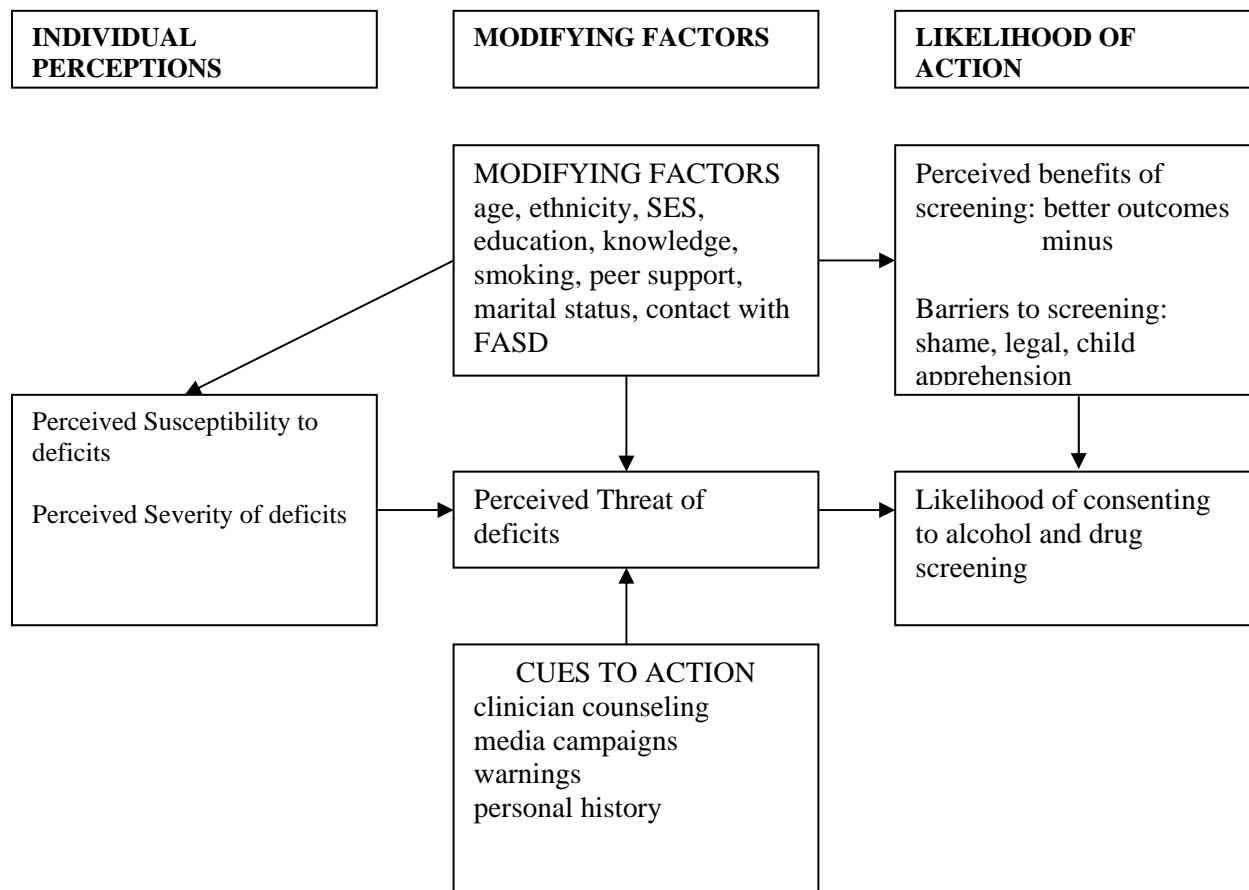 INDIVIDUAL
PERCEPTIONS
MODIFYING FACTORS
LIKELIHOOD OF
ACTION
MODIFYING FACTORS
age, ethnicity, SES,
education, knowledge,
smoking, peer support,
marital status, contact with
FASD
Perceived benefits of
screening: better outcomes
minus
Barriers to screening:
shame, legal, child
apprehension
Perceived Susceptibility to
deficits
Perceived Severity of deficits
Perceived Threat of
deficits
Likelihood of consenting
to alcohol and drug
screening
CUES TO ACTION
clinician counseling
media campaigns
warnings
personal history